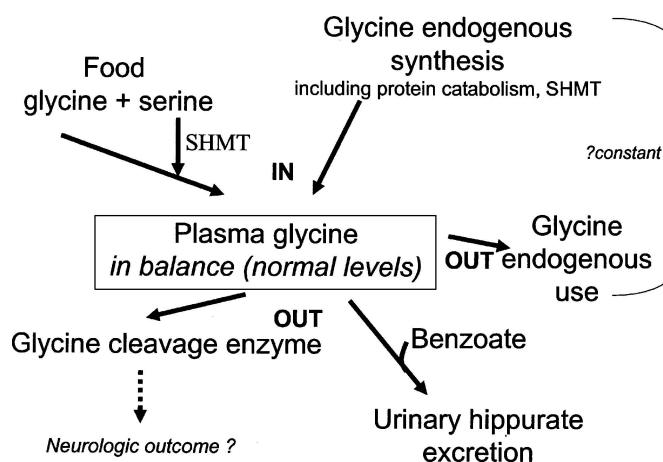 Glycine endogenous
synthesis
including protein catabolism, SHMT
Food
glycine + serine
SHMT
?constant
IN
Plasma glycine
in balance (normal levels)
Glycine
OUT endogenous
use
OUT
Glycine cleavage enzyme
Benzoate
Urinary hippurate
excretion
Neurologic outcome ?